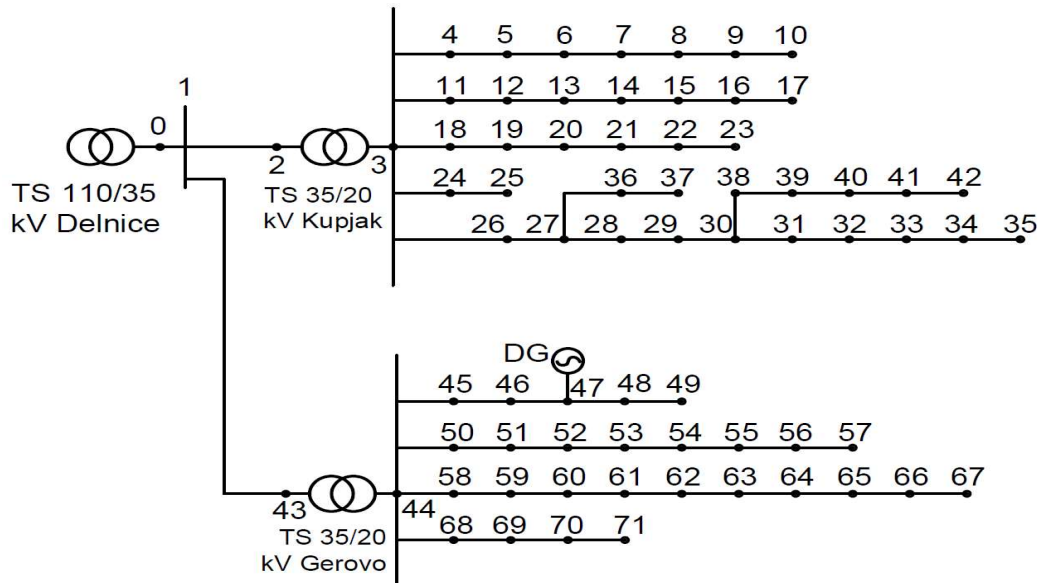 4 5 6 7 8 9 10
1
11 12 13 14 15 16 17
0
18 19 20 21 22 23
2 3
TS 110/35
kV Delnice
TS 35/20
kV Kupjak
24 25 36 37 38 39 40 41 42
26 27 28 29 30 31 32 33 34 35
DG
45 46 47 48 49
50 51 52 53 54 55 56 57
58 59 60 61 62 63 64 65 66 67
43 44
TS 35/20
kV Gerovo
68 69 70 71